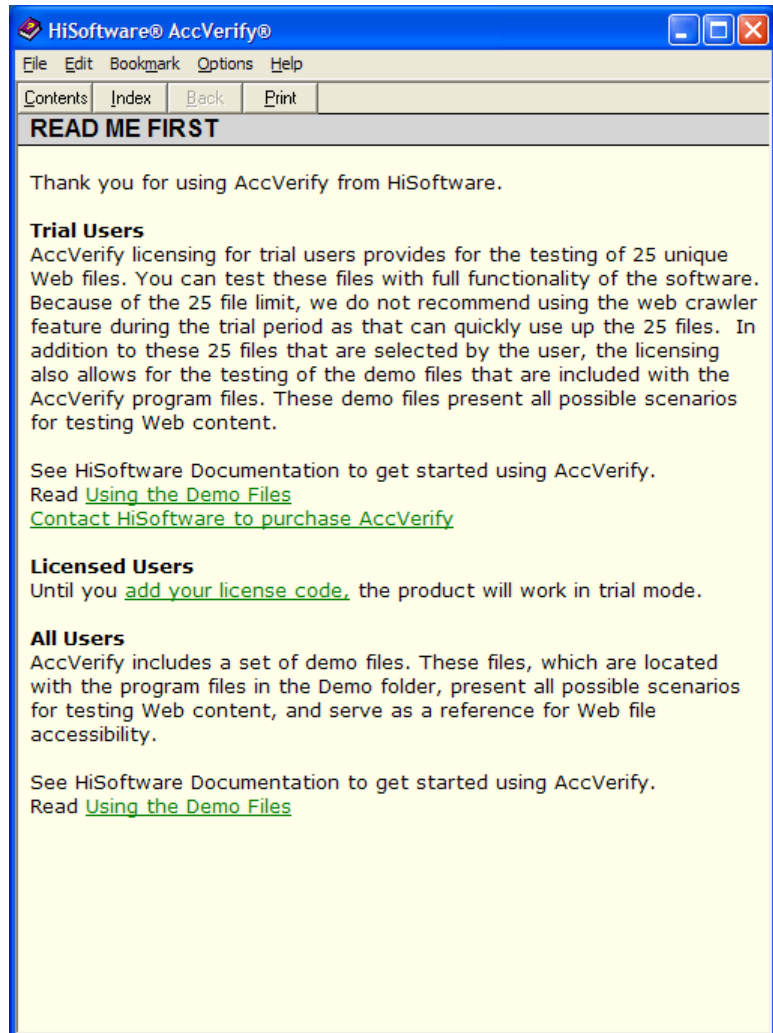 HiSoftware® AccVerify®
File Edit Bookmark Options Help
Contents Index Back Print
READ ME FIRST
Thank you for using AccVerify from HiSoftware.
Trial Users
AccVerify licensing for trial users provides for the testing of 25 unique
Web files. You can test these files with full functionality of the software.
Because of the 25 file limit, we do not recommend using the web crawler
feature during the trial period as that can quickly use up the 25 files.  In
addition to these 25 files that are selected by the user, the licensing
also allows for the testing of the demo files that are included with the
AccVerify program files. These demo files present all possible scenarios
for testing Web content.
See HiSoftware Documentation to get started using AccVerify.
Read Using the Demo Files
Contact HiSoftware to purchase AccVerify
Licensed Users
Until you add your license code, the product will work in trial mode.
All Users
AccVerify includes a set of demo files. These files, which are located
with the program files in the Demo folder, present all possible scenarios
for testing Web content, and serve as a reference for Web file
accessibility.
See HiSoftware Documentation to get started using AccVerify.
Read Using the Demo Files